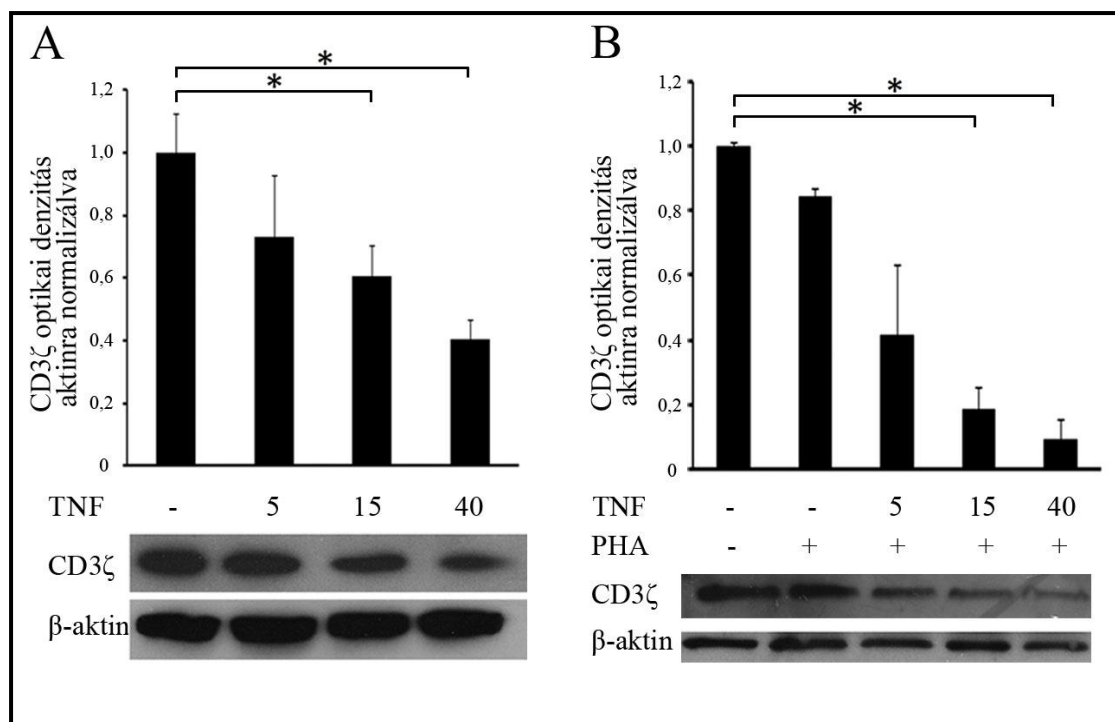 A
*
*
1,2
1,0
0,8
0,6
0,4
0,2
0
CD3ζ optikai denzitás
aktinra normalizálva
TNF - 5 15 40
CD3ζ
β-aktin
B
*
*
1,2
1,0
0,8
0,6
0,4
0,2
0
CD3ζ optikai denzitás
aktinra normalizálva
TNF - - 5 15 40
PHA - + + + +
CD3ζ
β-aktin